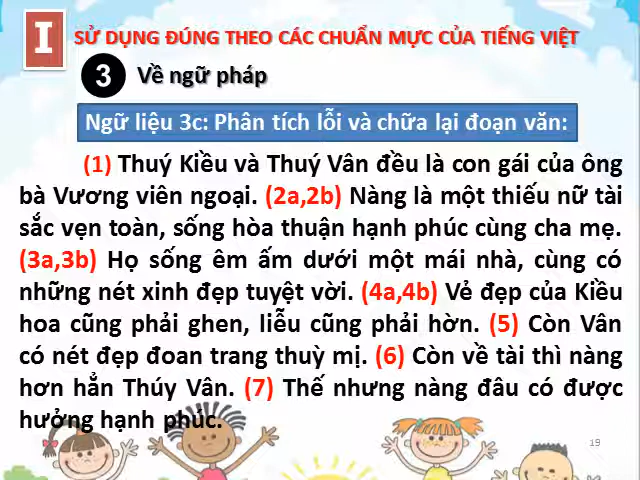 I SỬ DỤNG ĐÚNG THEO CÁC CHUẨN MỰC CỦA TIẾNG VIỆT
3 Về ngữ pháp
Ngữ liệu 3c: Phân tích lỗi và chữa lại đoạn văn:
(1) Thuý Kiều và Thuý Vân đều là con gái của ông
bà Vương viên ngoại. (2a,2b) Nàng là một thiếu nữ tài
sắc vẹn toàn, sống hòa thuận hạnh phúc cùng cha mẹ.
(3a,3b) Họ sống êm ấm dưới một mái nhà, cùng có
những nét xinh đẹp tuyệt vời. (4a,4b) Vẻ đẹp của Kiều
hoa cũng phải ghen, liễu cũng phải hờn. (5) Còn Vân
có nét đẹp đoan trang thuỳ mị. (6) Còn về tài thì nàng
hơn hẳn Thúy Vân. (7) Thế nhưng nàng đâu có được
hưởng hạnh phúc.
19